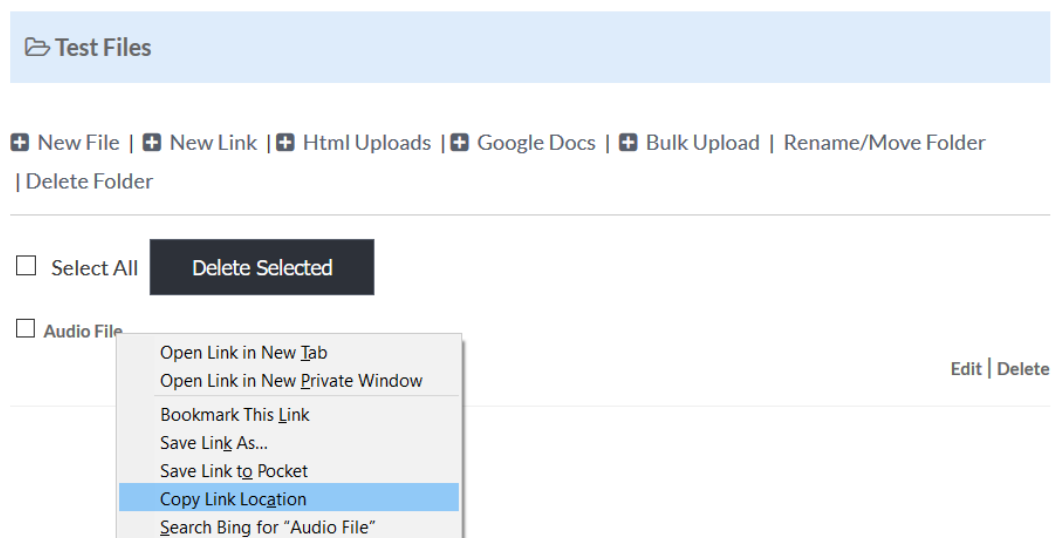 Test Files
New File | New Link | Html Uploads | Google Docs | Bulk Upload | Rename/Move Folder
| Delete Folder
Select All Delete Selected
Audio File
Open Link in New Tab
Open Link in New Private Window
Edit | Delete
Bookmark This Link
Save Link As...
Save Link to Pocket
Copy Link Location
Search Bing for “Audio File”